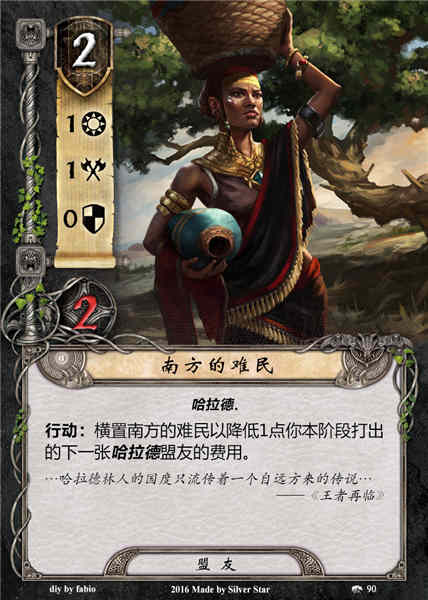 2
1
1
0
2
南方的难民
哈拉德.
行动：横置南方的难民以降低1点你本阶段打出
的下一张哈拉德盟友的费用。
…哈拉德林人的国度只流传着一个自远方来的传说…
——《王者再临》
盟友
diy by fabio
2016 Made by Silver Star
90